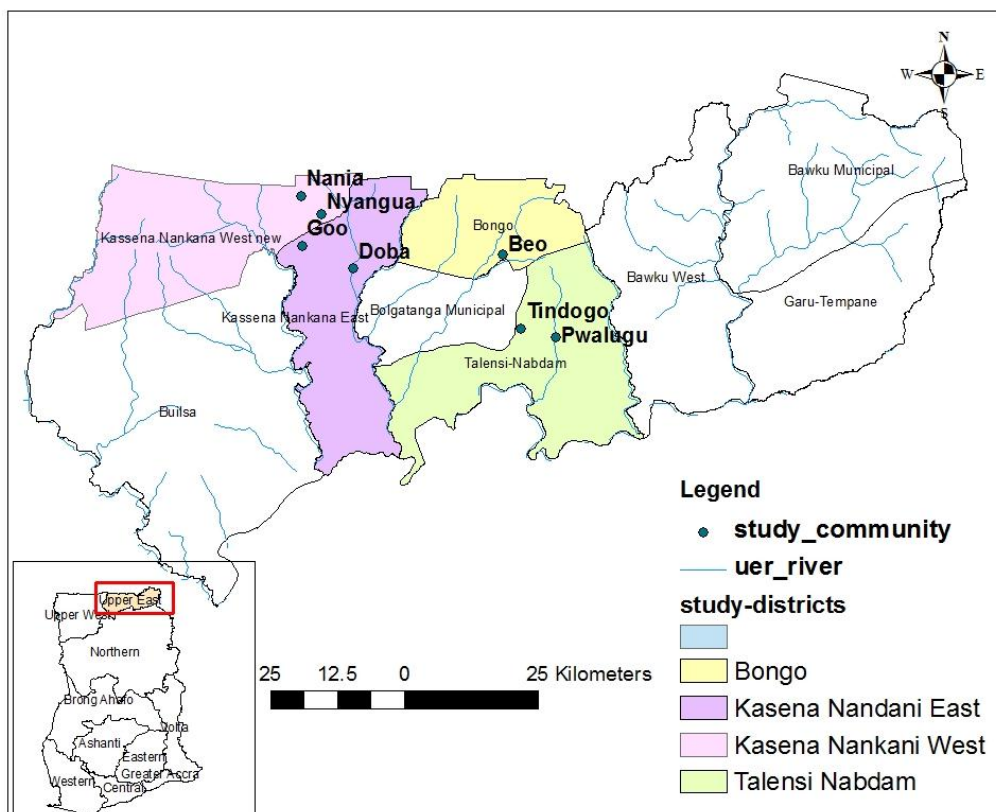 N
W E
S
Nania
Nyangua
Goo
Doba
Beo
Tindogo
Pwalugu
Kassena Nankana West new
Kassena Nankana East
Bongo
Bolgatanga Municipal
Talensi-Nabdam
Builsa
Bawku West
Bawku Municipal
Garu-Tempane
Legend
study_community
uer_river
study-districts
Bongo
Kasena Nandani East
Kasena Nankani West
Talensi Nabdam
25 12.5 0 25 Kilometers
Upper East
Upper West
Northern
Brong Ahafo
Volta
Ashanti
Eastern
Greater Accra
Western
Central